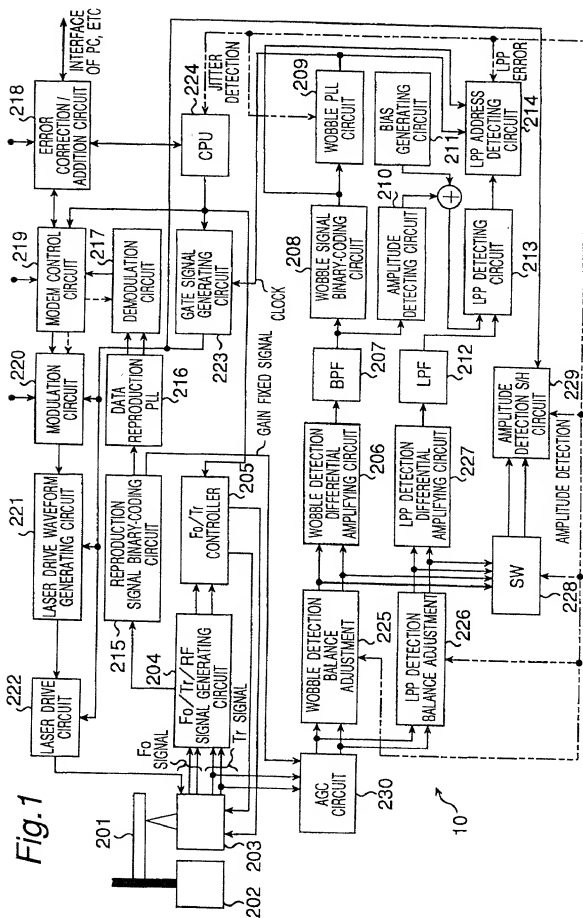 Fig.1
201
202
203
222
LASER DRIVE
CIRCUIT
221
LASER DRIVE WAVEFORM
GENERATING CIRCUIT
220
MODULATION
CIRCUIT
219
MODEM CONTROL
CIRCUIT
218
ERROR
CORRECTION/
ADDITION CIRCUIT
INTERFACE
OF PC, ETC
217
DEMODULATION
CIRCUIT
224
CPU
JITTER
DETECTION
215
REPRODUCTION
SIGNAL BINARY-CODING
CIRCUIT
DATA
REPRODUCTION
PLL
216
GATE SIGNAL
GENERATING
CIRCUIT
223
CLOCK
GAIN FIXED SIGNAL
204
Fo/Tr/RF
SIGNAL GENERATING
CIRCUIT
Fo
SIGNAL
Tr SIGNAL
Fo/Tr
CONTROLLER
205
208
WOBBLE SIGNAL
BINARY-CODING
CIRCUIT
209
WOBBLE PLL
CIRCUIT
BPF
207
210
AMPLITUDE
DETECTING CIRCUIT
BIAS
GENERATING
CIRCUIT
211
WOBBLE DETECTION
DIFFERENTIAL
AMPLIFYING CIRCUIT
206
WOBBLE DETECTION
BALANCE
ADJUSTMENT
225
LPF
212
LPP DETECTING
CIRCUIT
213
LPP ADDRESS
DETECTING
CIRCUIT
214
LPP
ERROR
LPP DETECTION
DIFFERENTIAL
AMPLIFYING CIRCUIT
227
LPP DETECTION
BALANCE ADJUSTMENT
226
AGC
CIRCUIT
230
SW
228
AMPLITUDE
DETECTION S/H
CIRCUIT
229
AMPLITUDE DETECTION
10